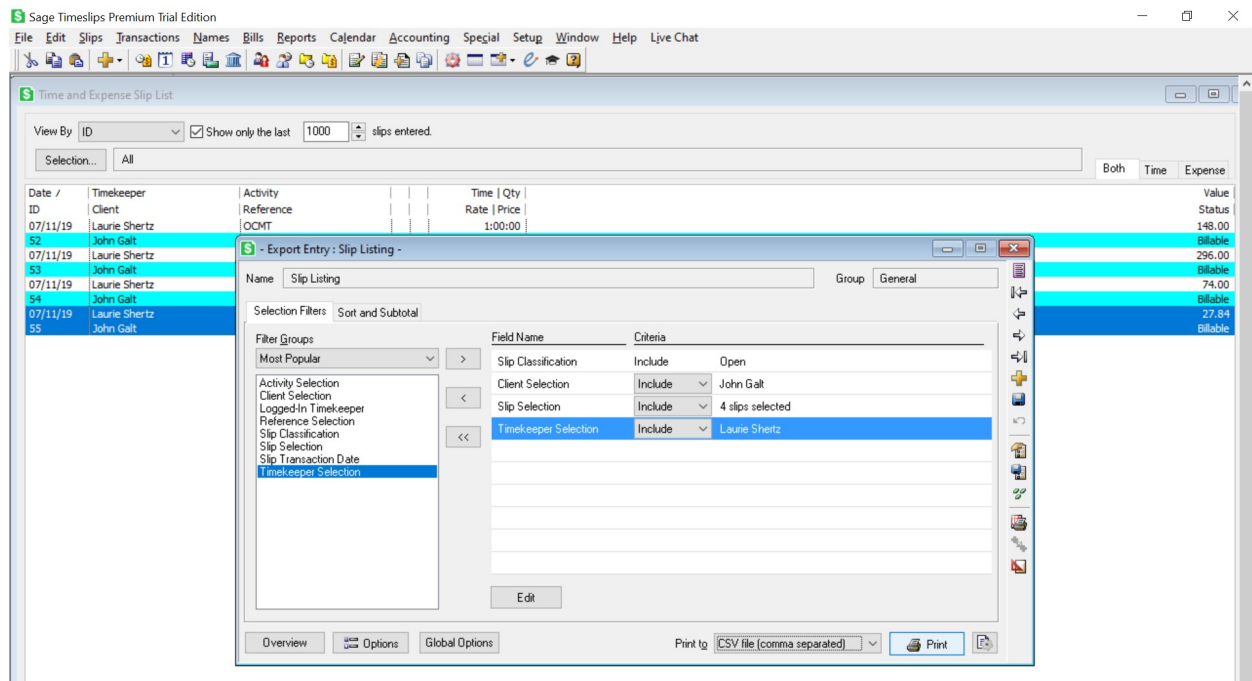 Sage Timeslips Premium Trial Edition
File Edit Slips Transactions Names Bills Reports Calendar Accounting Special Setup Window Help Live Chat
Time and Expense Slip List
View By ID Show only the last 1000 slips entered.
Selection... All
Both Time Expense
Date / Timekeeper Activity Time | Qty Value
ID Client Reference Rate | Price Status
07/11/19 Laurie Shertz OCMT 1:00:00 148.00
52 John Galt Billable
07/11/19 Laurie Shertz 296.00
53 John Galt Billable
07/11/19 Laurie Shertz 74.00
54 John Galt Billable
07/11/19 Laurie Shertz 27.84
55 John Galt Billable
- Export Entry : Slip Listing -
Name Slip Listing Group General
Selection Filters Sort and Subtotal
Filter Groups
Most Popular
>
<
<<
Activity Selection
Client Selection
Logged-In Timekeeper
Reference Selection
Slip Classification
Slip Selection
Slip Transaction Date
Timekeeper Selection
Field Name Criteria
Slip Classification Include Open
Client Selection Include John Galt
Slip Selection Include 4 slips selected
Timekeeper Selection Include Laurie Shertz
Edit
Overview Options Global Options Print to CSV file (comma separated) Print